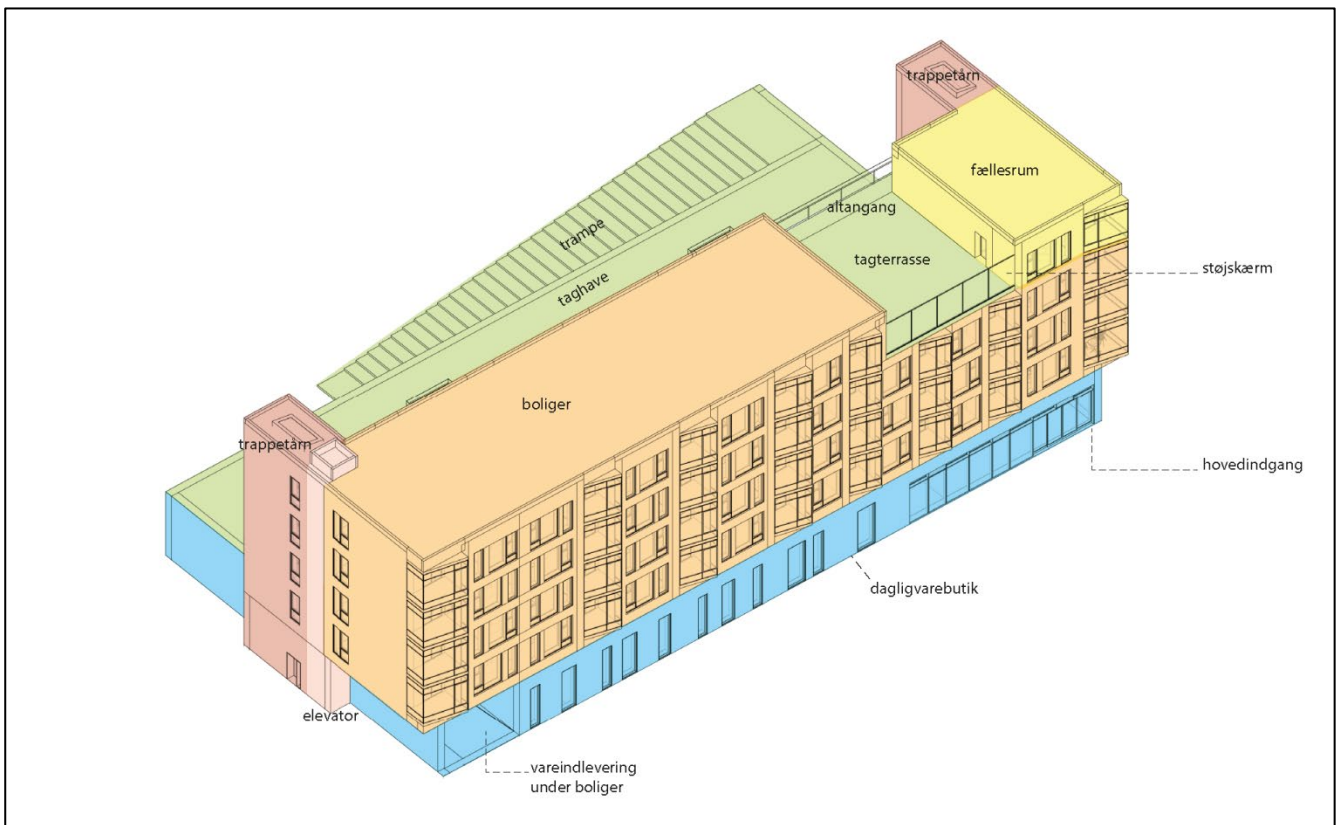 trappetårn
fællesrum
altangang
trampe
tagterrasse
støjskærm
taghave
boliger
trappetårn
hovedindgang
dagligvarebutik
elevator
vareindlevering
under boliger